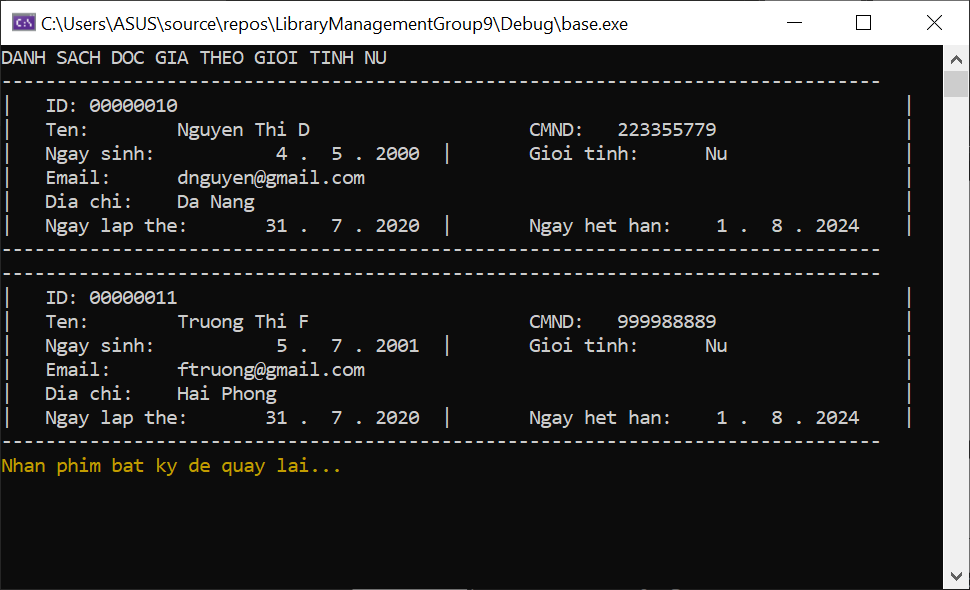 C:\Users\ASUS\source\repos\LibraryManagementGroup9\Debug\base.exe
DANH SACH DOC GIA THEO GIOI TINH NU
--------------------------------------------------------------------------------
|   ID: 00000010                                                                  |
|   Ten:        Nguyen Thi D                    CMND:   223355779                 |
|   Ngay sinh:           4 .  5 . 2000  |       Gioi tinh:      Nu                |
|   Email:      dnguyen@gmail.com                                                 |
|   Dia chi:    Da Nang                                                           |
|   Ngay lap the:       31 .  7 . 2020  |       Ngay het han:    1 .  8 . 2024    |
--------------------------------------------------------------------------------
--------------------------------------------------------------------------------
|   ID: 00000011                                                                  |
|   Ten:        Truong Thi F                    CMND:   999988889                 |
|   Ngay sinh:           5 .  7 . 2001  |       Gioi tinh:      Nu                |
|   Email:      ftruong@gmail.com                                                 |
|   Dia chi:    Hai Phong                                                         |
|   Ngay lap the:       31 .  7 . 2020  |       Ngay het han:    1 .  8 . 2024    |
--------------------------------------------------------------------------------
Nhan phim bat ky de quay lai...